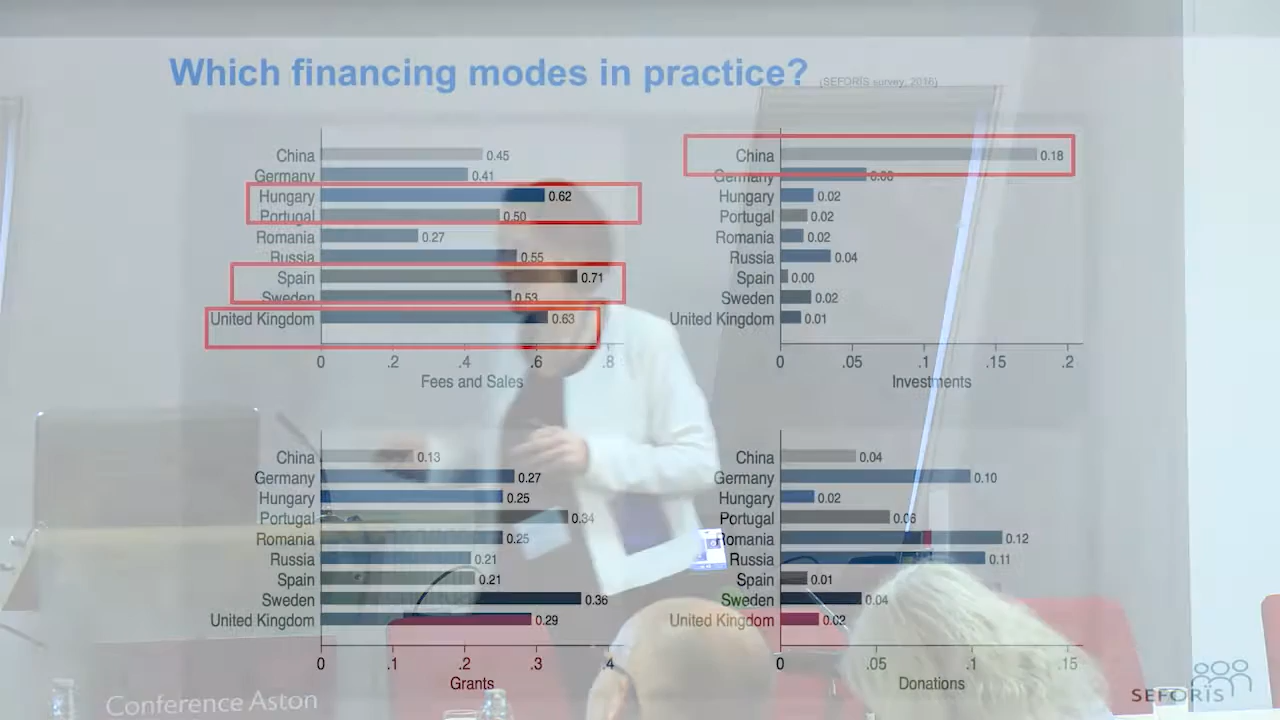 Which financing modes in practice? (SEFORÏS survey, 2016)
China 0.45
Germany 0.41
Hungary 0.62
Portugal 0.50
Romania 0.27
Russia 0.55
Spain 0.71
Sweden 0.53
United Kingdom 0.63
0 .2 .4 .6 .8
Fees and Sales
China 0.18
Germany 0.06
Hungary 0.02
Portugal 0.02
Romania 0.02
Russia 0.04
Spain 0.00
Sweden 0.02
United Kingdom 0.01
0 .05 .1 .15 .2
Investments
China 0.13
Germany 0.27
Hungary 0.25
Portugal 0.34
Romania 0.25
Russia 0.21
Spain 0.21
Sweden 0.36
United Kingdom 0.29
0 .1 .2 .3 .4
Grants
China 0.04
Germany 0.10
Hungary 0.02
Portugal 0.06
Romania 0.12
Russia 0.11
Spain 0.01
Sweden 0.04
United Kingdom 0.02
0 .05 .1 .15
Donations
Conference Aston
SEFORÏS